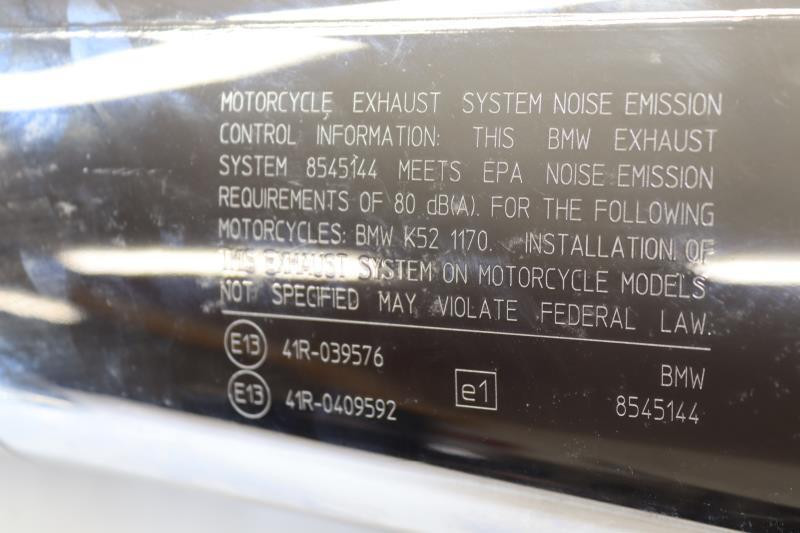 MOTORCYCLE EXHAUST SYSTEM NOISE EMISSION
CONTROL INFORMATION: THIS BMW EXHAUST
SYSTEM 8545144 MEETS EPA NOISE EMISSION
REQUIREMENTS OF 80 dB(A). FOR THE FOLLOWING
MOTORCYCLES: BMW K52 1170. INSTALLATION OF
THIS EXHAUST SYSTEM ON MOTORCYCLE MODELS
NOT SPECIFIED MAY VIOLATE FEDERAL LAW.
E13 41R-039576
E13 41R-0409592
e1
BMW
8545144